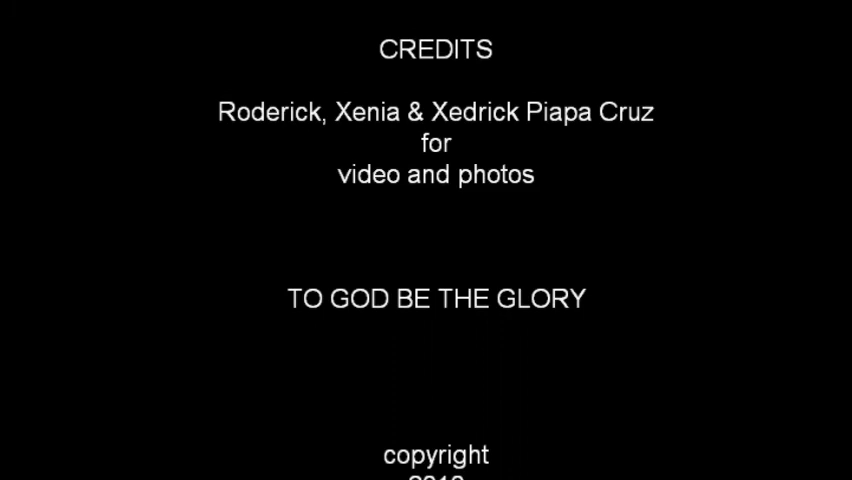 CREDITS
Roderick, Xenia & Xedrick Piapa Cruz
for
video and photos
TO GOD BE THE GLORY
copyright